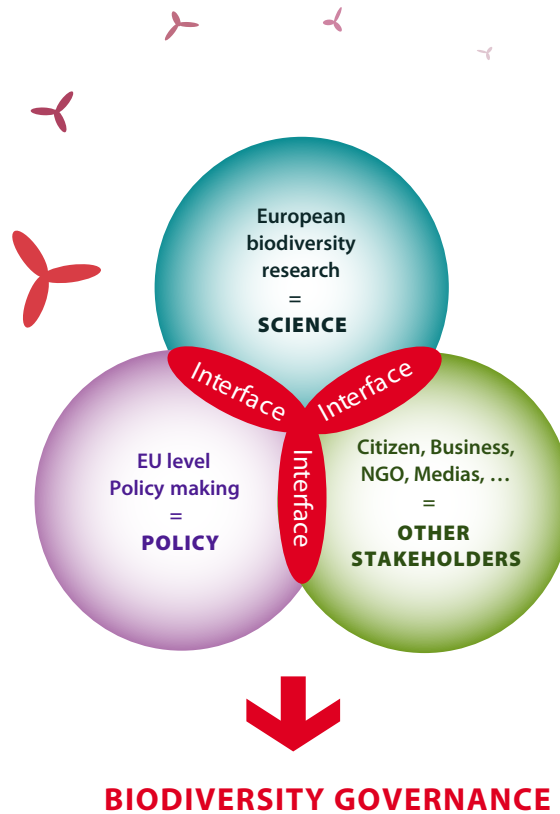 European
biodiversity
research
=
SCIENCE
Interface
Interface
Interface
EU level
Policy making
=
POLICY
Citizen, Business,
NGO, Medias, …
=
OTHER
STAKEHOLDERS
BIODIVERSITY GOVERNANCE